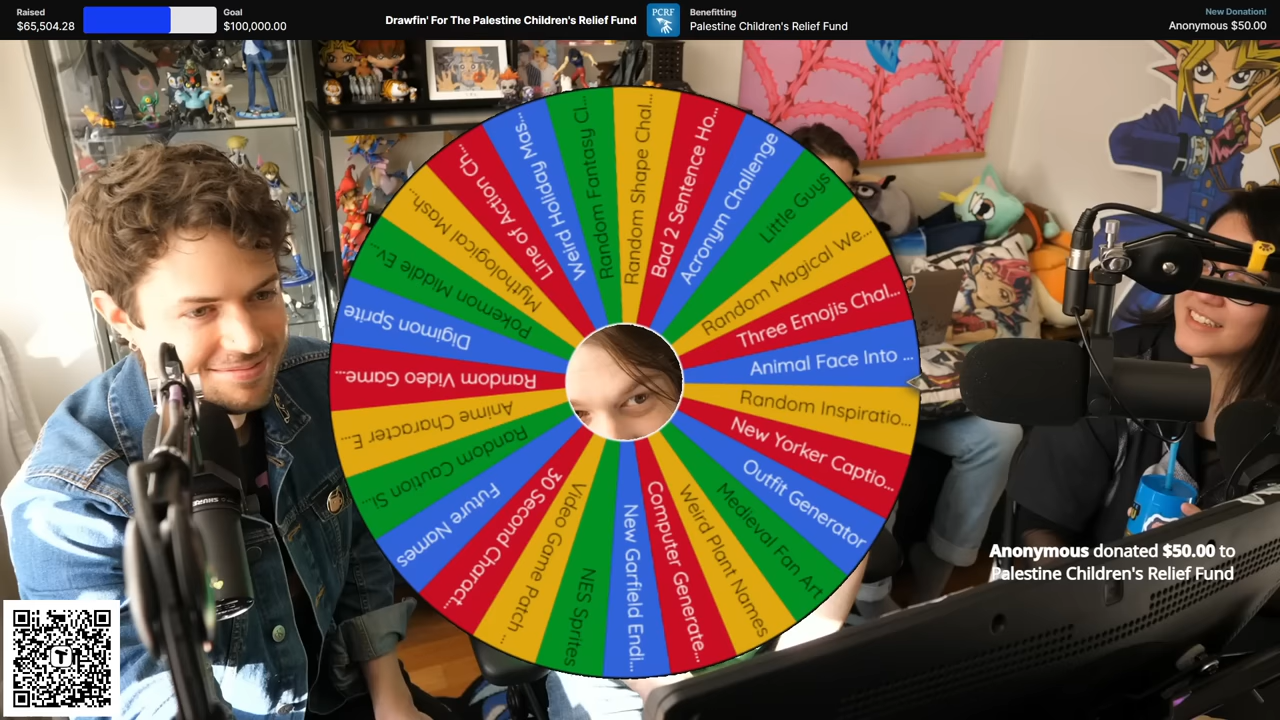 Raised
$65,504.28
Goal
$100,000.00
Drawfin' For The Palestine Children's Relief Fund
PCRF
Benefitting
Palestine Children's Relief Fund
New Donation!
Anonymous $50.00
Random Shape Chal...
Bad 2 Sentence Ho...
Acronym Challenge
Little Guys
Random Magical We...
Three Emojis Chal...
Animal Face Into ...
Random Inspiratio...
New Yorker Captio...
Outfit Generator
Medieval Fan Art
Weird Plant Names
Computer Generate...
New Garfield Endi...
NES Sprites
Video Game Patch ...
30 Second Charact...
Future Names
Random Caution Si...
Anime Character E...
Random Video Game...
Digimon Sprite
Pokemon Middle Ev...
Mythological Mash...
Line of Action Ch...
Weird Holiday Mas...
Random Fantasy Cl...
SHURE
Anonymous donated $50.00 to
Palestine Children's Relief Fund